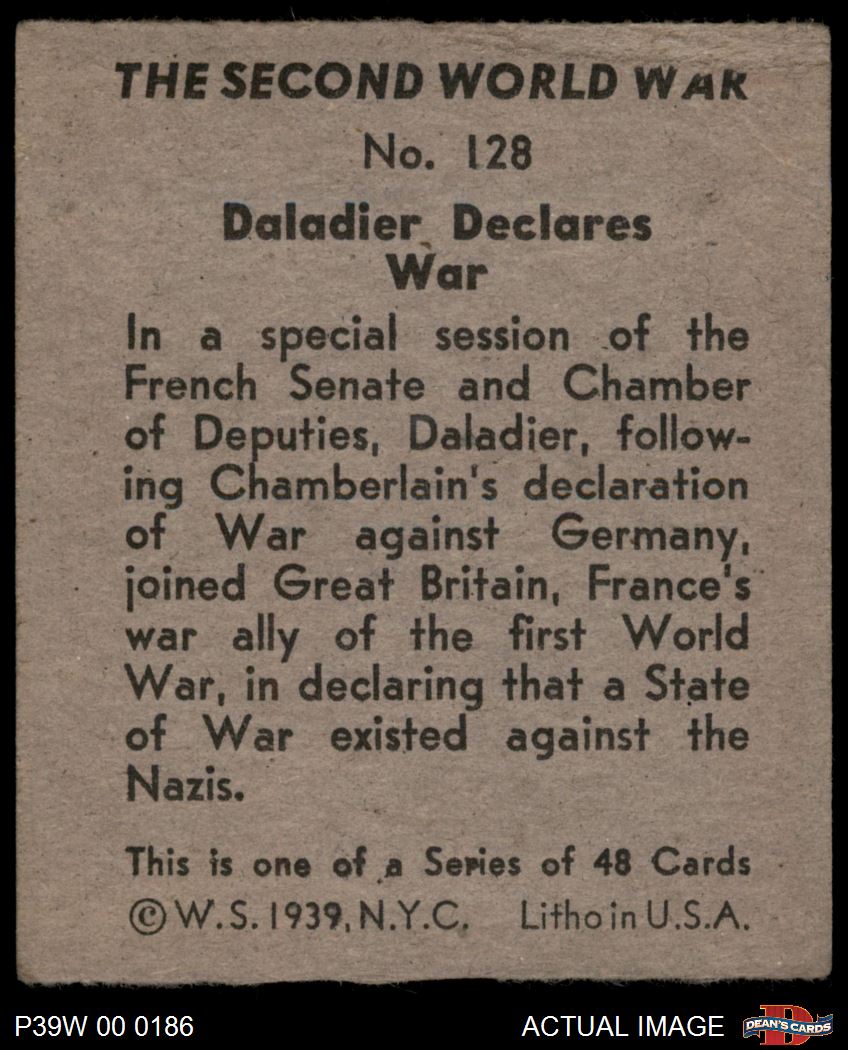 THE SECOND WORLD WAR
No. 128
Daladier Declares
War
In a special session of the
French Senate and Chamber
of Deputies, Daladier, follow-
ing Chamberlain's declaration
of War against Germany,
joined Great Britain, France's
war ally of the first World
War, in declaring that a State
of War existed against the
Nazis.
This is one of a Series of 48 Cards
© W.S. 1939, N.Y.C. Litho in U.S.A.
P39W 00 0186 ACTUAL IMAGE DEAN'S CARDS